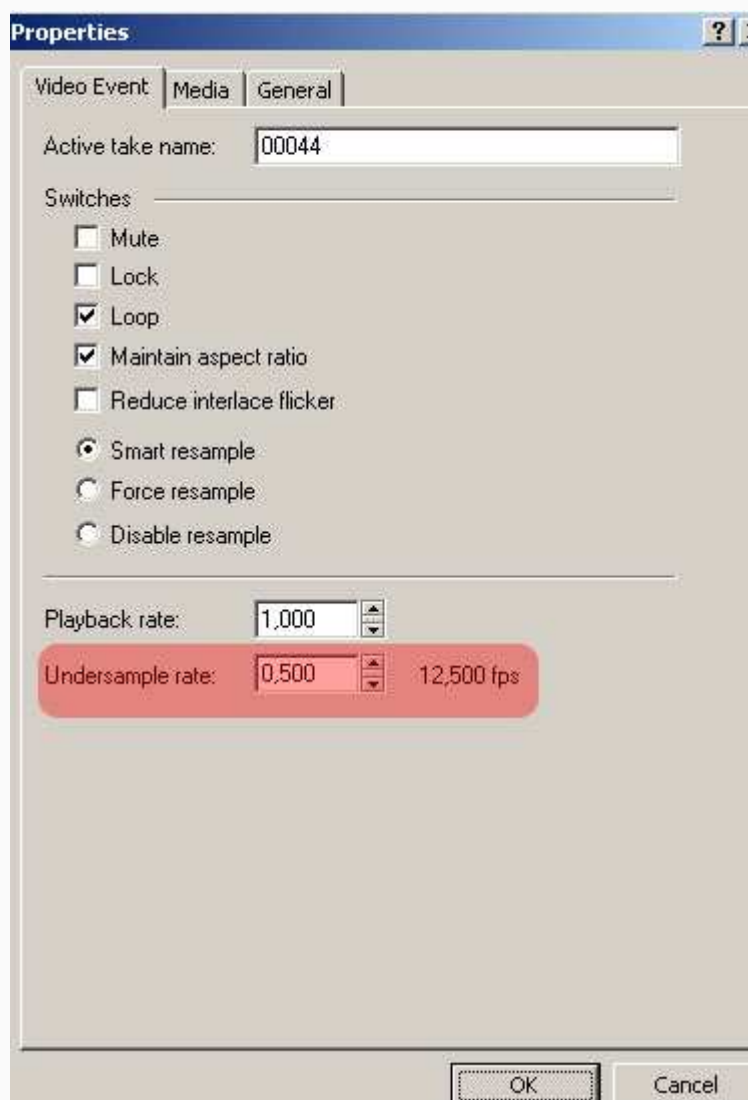 Properties
Video Event Media General
Active take name: 00044
Switches
Mute
Lock
Loop
Maintain aspect ratio
Reduce interlace flicker
Smart resample
Force resample
Disable resample
Playback rate: 1,000
Undersample rate: 0,500 12,500 fps
OK Cancel